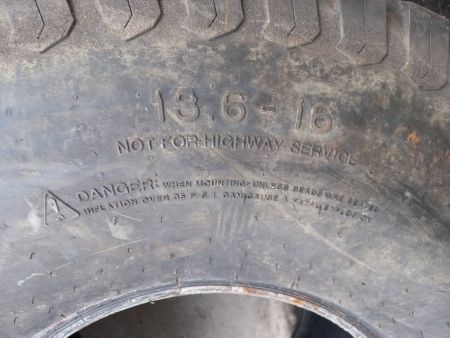 13.6-16
NOT FOR HIGHWAY SERVICE
DANGER! WHEN MOUNTING, UNLESS BEADS ARE SEATED
INFLATION OVER 35 P.S.I. CAN CAUSE A FATAL EXPLOSION